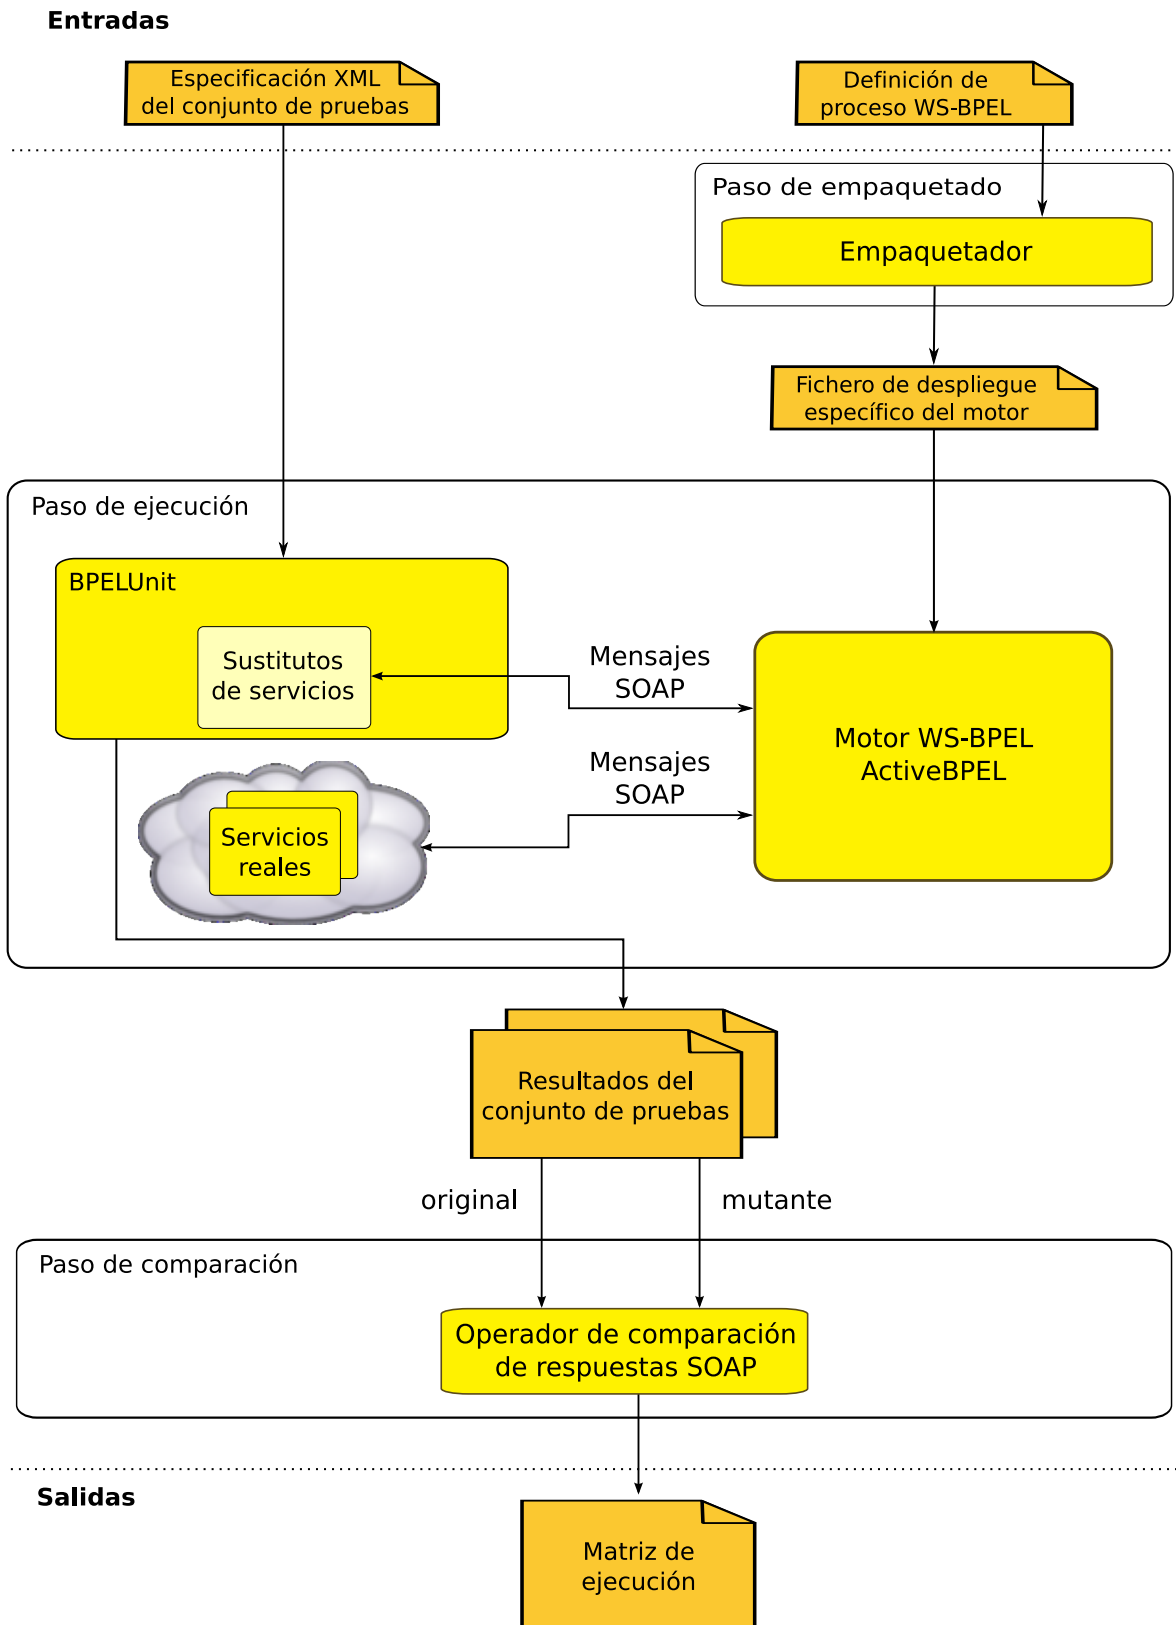 Entradas
Especificación XML
del conjunto de pruebas
Definición de
proceso WS-BPEL
Paso de empaquetado
Empaquetador
Fichero de despliegue
específico del motor
Paso de ejecución
BPELUnit
Sustitutos
de servicios
Mensajes
SOAP
Motor WS-BPEL
ActiveBPEL
Mensajes
SOAP
Servicios
reales
Resultados del
conjunto de pruebas
original
mutante
Paso de comparación
Operador de comparación
de respuestas SOAP
Salidas
Matriz de
ejecución